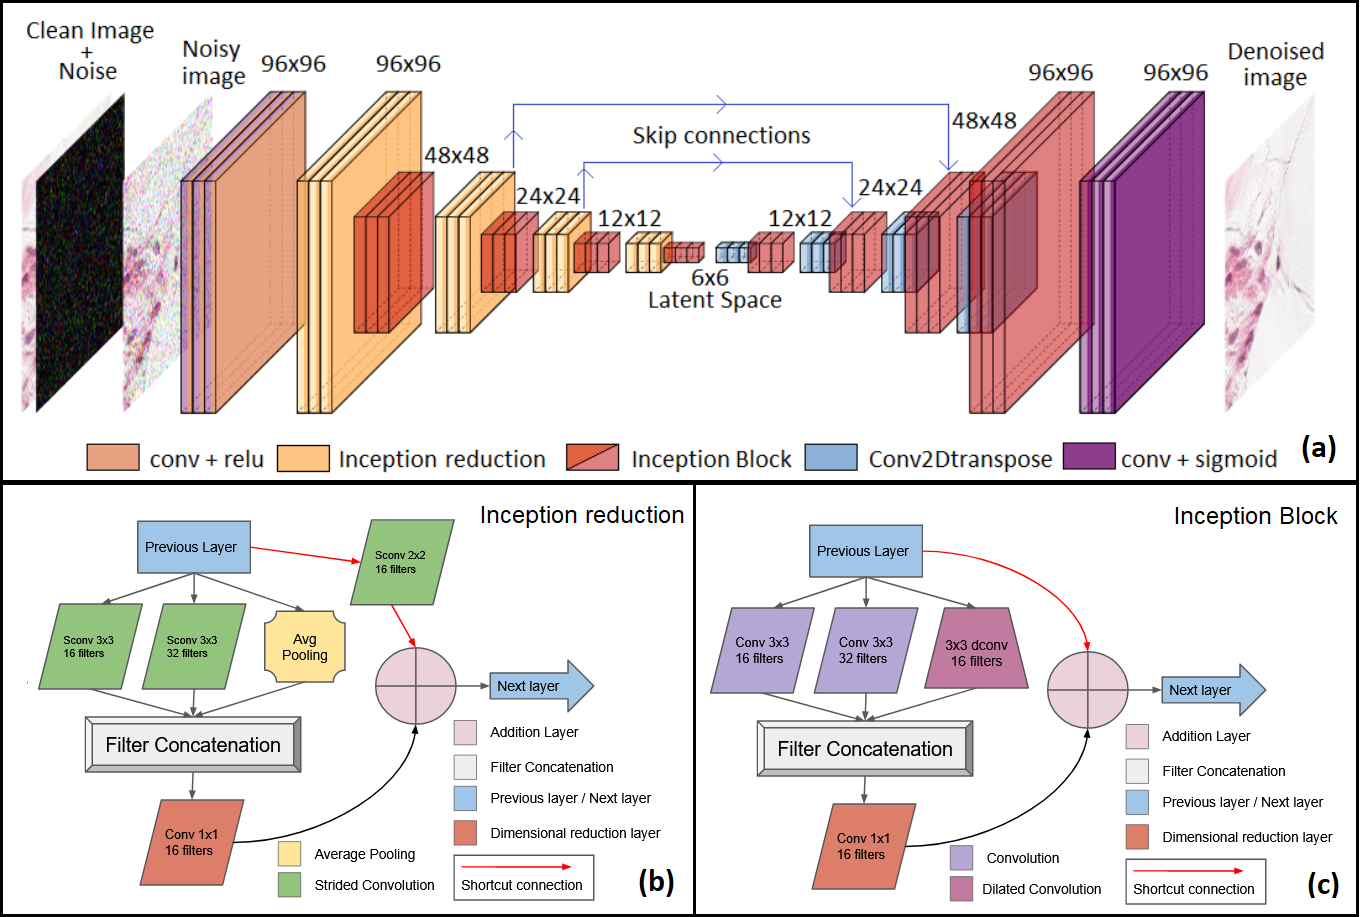 Clean Image
+
Noise
Noisy
image
96x96
96x96
48x48
24x24
12x12
Skip connections
6x6
Latent Space
12x12
24x24
48x48
96x96
96x96
Denoised
image
conv + relu
Inception reduction
Inception Block
Conv2Dtranspose
conv + sigmoid
(a)
Inception reduction
Previous Layer
Sconv 2x2
16 filters
Sconv 3x3
16 filters
Sconv 3x3
32 filters
Avg
Pooling
Next layer
Filter Concatenation
Conv 1x1
16 filters
Addition Layer
Filter Concatenation
Previous layer / Next layer
Dimensional reduction layer
Average Pooling
Strided Convolution
Shortcut connection
(b)
Inception Block
Previous Layer
Conv 3x3
16 filters
Conv 3x3
32 filters
3x3 dconv
16 filters
Next layer
Filter Concatenation
Conv 1x1
16 filters
Addition Layer
Filter Concatenation
Previous layer / Next layer
Dimensional reduction layer
Convolution
Dilated Convolution
Shortcut connection
(c)